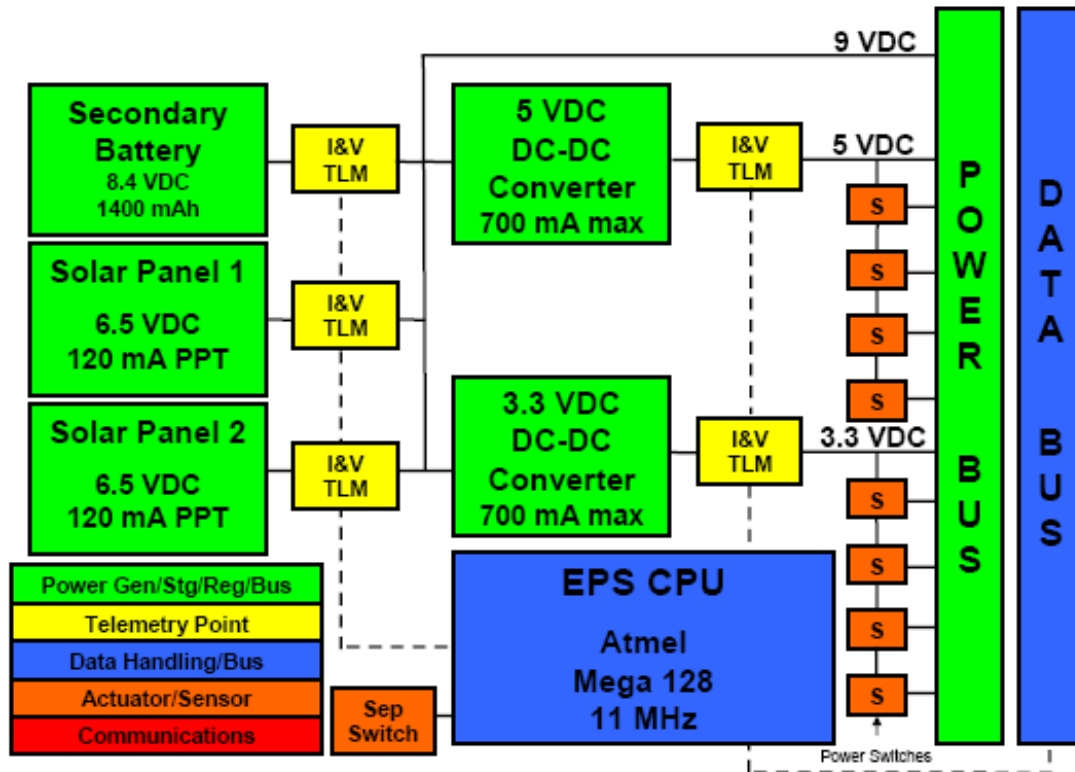 9 VDC
Secondary
Battery
8.4 VDC
1400 mAh
I&V
TLM
5 VDC
DC-DC
Converter
700 mA max
I&V
TLM
5 VDC
S
S
S
S
Solar Panel 1
6.5 VDC
120 mA PPT
I&V
TLM
Solar Panel 2
6.5 VDC
120 mA PPT
I&V
TLM
3.3 VDC
DC-DC
Converter
700 mA max
I&V
TLM
3.3 VDC
S
S
S
S
Power Switches
POWER BUS
DATA BUS
EPS CPU
Atmel
Mega 128
11 MHz
Sep
Switch
Power Gen/Stg/Reg/Bus
Telemetry Point
Data Handling/Bus
Actuator/Sensor
Communications